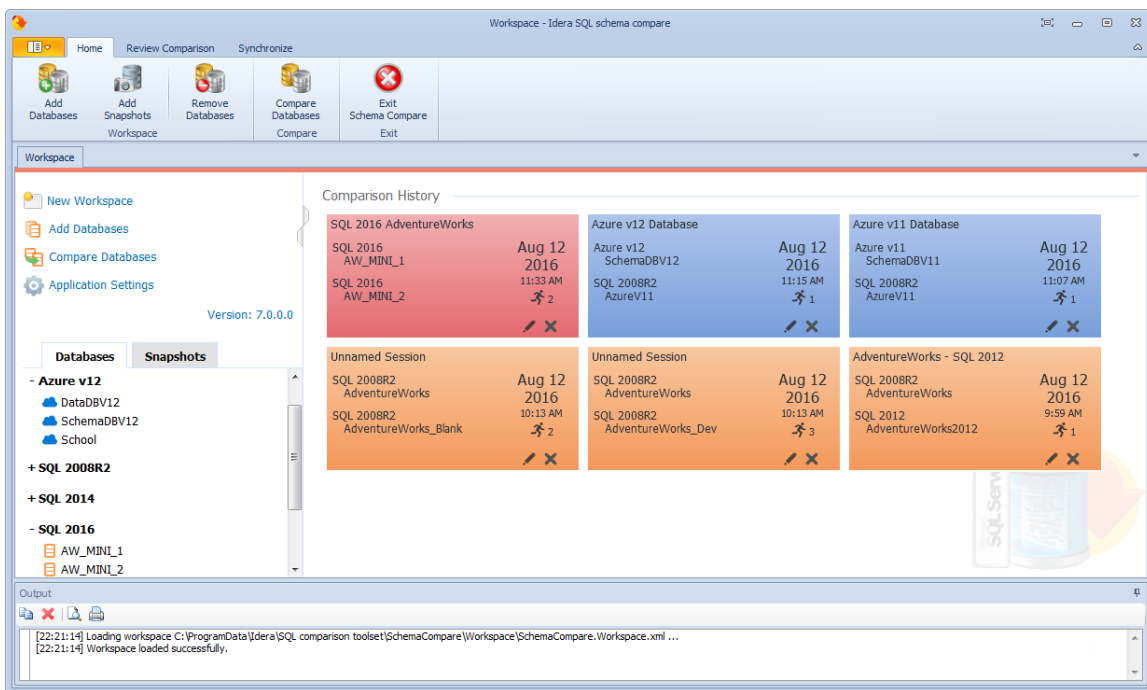 Workspace - Idera SQL schema compare
Home Review Comparison Synchronize
Add Databases
Add Snapshots
Remove Databases
Compare Databases
Exit Schema Compare
Workspace
Compare
Exit
Workspace
New Workspace
Add Databases
Compare Databases
Application Settings
Version: 7.0.0.0
Databases Snapshots
- Azure v12
DataDBV12
SchemaDBV12
School
+ SQL 2008R2
+ SQL 2014
- SQL 2016
AW_MINI_1
AW_MINI_2
Comparison History
SQL 2016 AdventureWorks
SQL 2016
AW_MINI_1
SQL 2016
AW_MINI_2
Aug 12
2016
11:33 AM
2
Azure v12 Database
Azure v12
SchemaDBV12
SQL 2008R2
AzureV11
Aug 12
2016
11:15 AM
1
Azure v11 Database
Azure v11
SchemaDBV11
SQL 2008R2
AzureV11
Aug 12
2016
11:07 AM
1
Unnamed Session
SQL 2008R2
AdventureWorks
SQL 2008R2
AdventureWorks_Blank
Aug 12
2016
10:13 AM
2
Unnamed Session
SQL 2008R2
AdventureWorks
SQL 2008R2
AdventureWorks_Dev
Aug 12
2016
10:13 AM
3
AdventureWorks - SQL 2012
SQL 2008R2
AdventureWorks
SQL 2012
AdventureWorks2012
Aug 12
2016
9:59 AM
1
Output
[22:21:14] Loading workspace C:\ProgramData\Idera\SQL comparison toolset\SchemaCompare\Workspace\SchemaCompare.Workspace.xml ...
[22:21:14] Workspace loaded successfully.